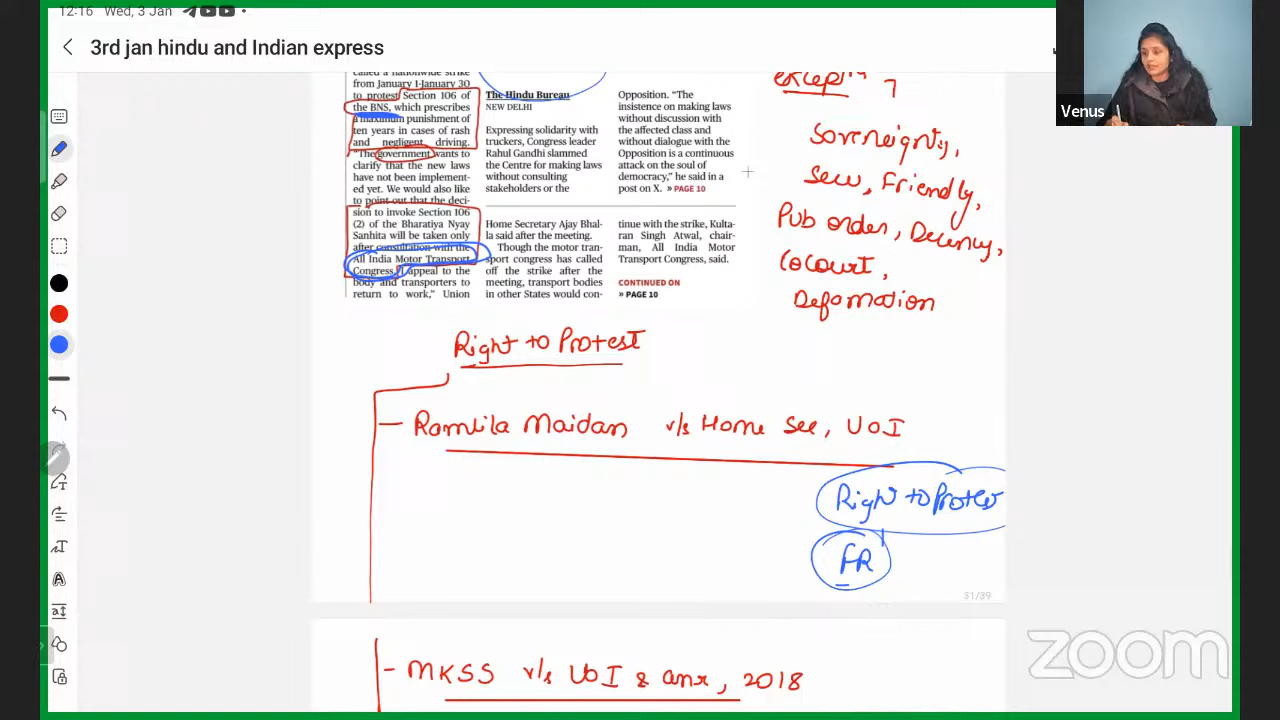 12:16 Wed, 3 Jan
3rd jan hindu and Indian express
Venus
called a nationwide strike
from January 1-January 30
to protest Section 106 of
the BNS, which prescribes
a maximum punishment of
ten years in cases of rash
and negligent driving.
"The government wants to
clarify that the new laws
have not been implement-
ed yet. We would also like
to point out that the deci-
sion to invoke Section 106
(2) of the Bharatiya Nyay
Sanhita will be taken only
after consultation with the
All India Motor Transport
Congress. I appeal to the
body and transporters to
return to work," Union
The Hindu Bureau
NEW DELHI
Expressing solidarity with
truckers, Congress leader
Rahul Gandhi slammed
the Centre for making laws
without consulting
stakeholders or the
Opposition. "The
insistence on making laws
without discussion with
the affected class and
without dialogue with the
Opposition is a continuous
attack on the soul of
democracy," he said in a
post on X. » PAGE 10
Home Secretary Ajay Bhal-
la said after the meeting.
Though the motor tran-
sport congress has called
off the strike after the
meeting, transport bodies
in other States would con-
tinue with the strike, Kulta-
ran Singh Atwal, chair-
man, All India Motor
Transport Congress, said.
CONTINUED ON
» PAGE 10
Sovereignty,
Sew, Friendly,
Pub order, Decency,
CoCourt,
Defamation
Right to Protest
- Ramlila Maidan v/s Home Sec, UOI
Right to Protest
FR
31/39
- MKSS v/s UOI & anr, 2018
zoom